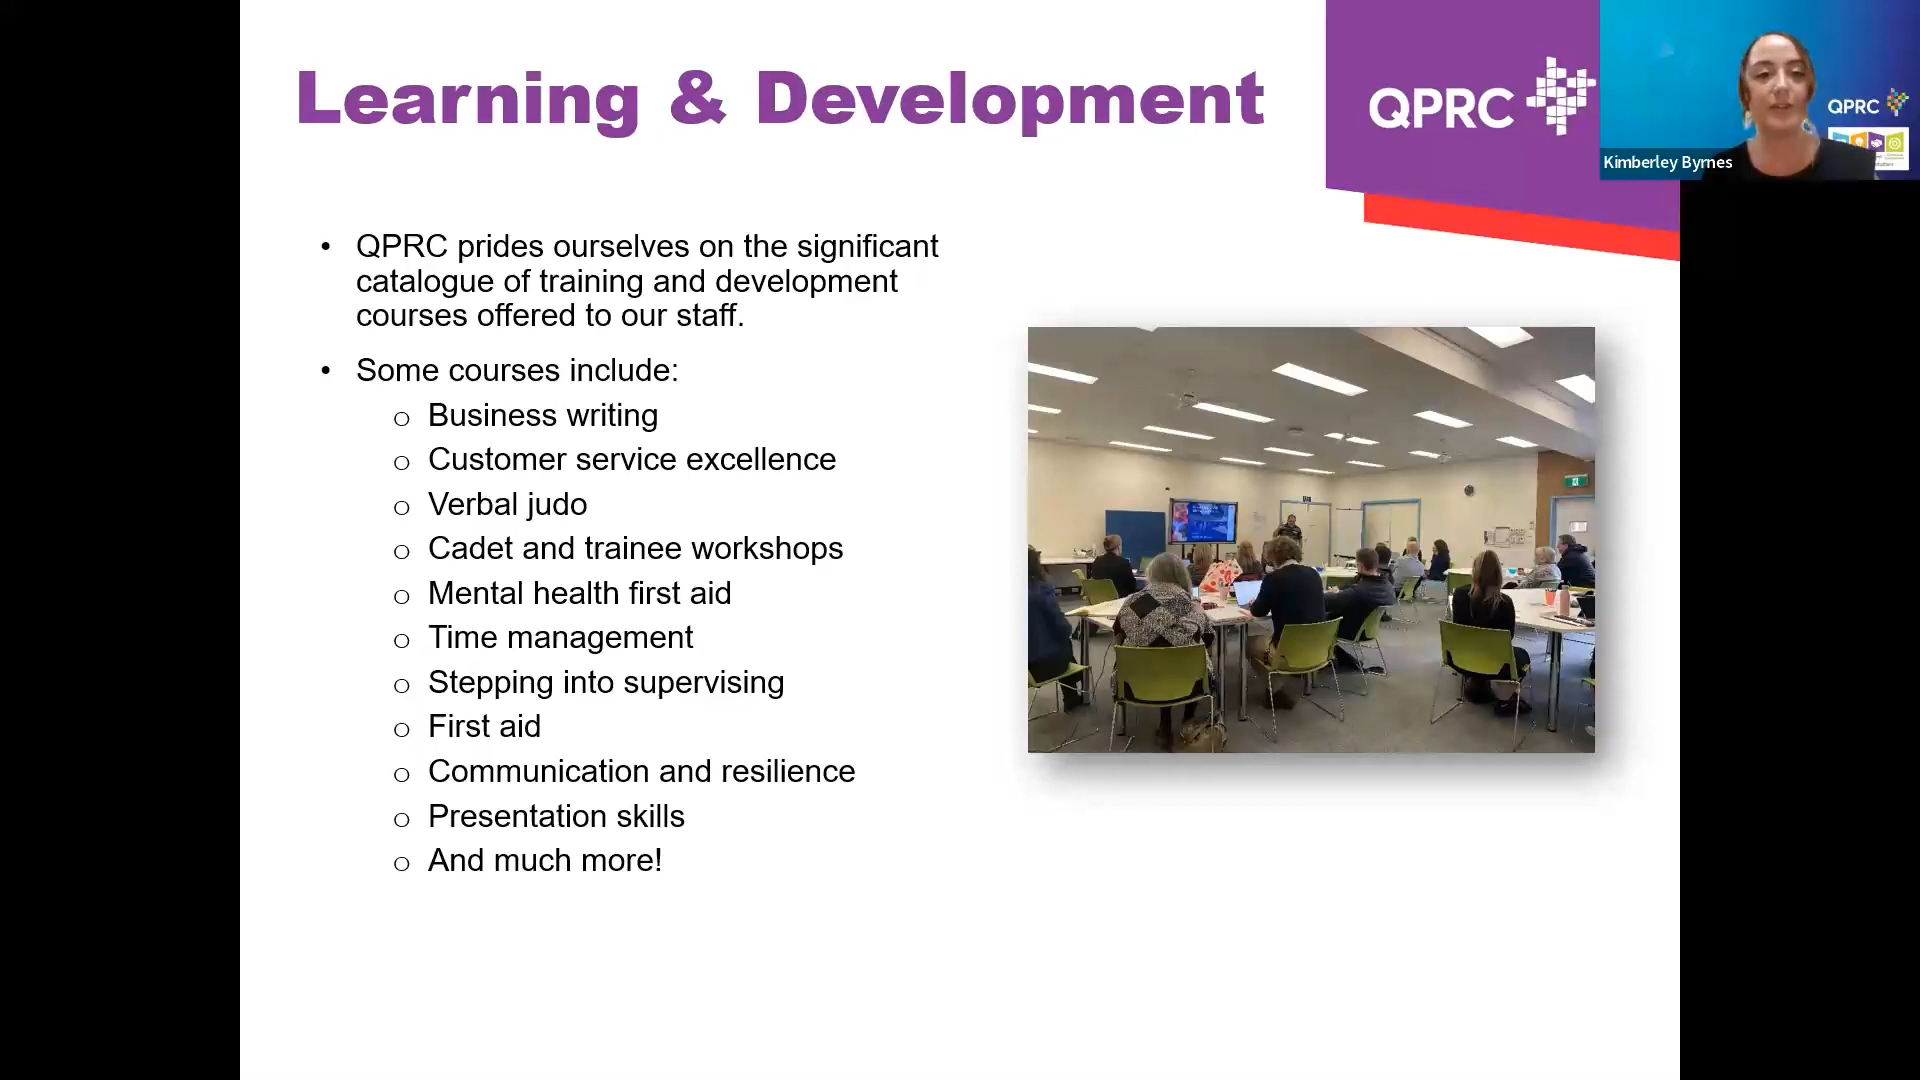 Learning & Development
QPRC
QPRC
Kimberley Byrnes
• QPRC prides ourselves on the significant
catalogue of training and development
courses offered to our staff.
• Some courses include:
o Business writing
o Customer service excellence
o Verbal judo
o Cadet and trainee workshops
o Mental health first aid
o Time management
o Stepping into supervising
o First aid
o Communication and resilience
o Presentation skills
o And much more!